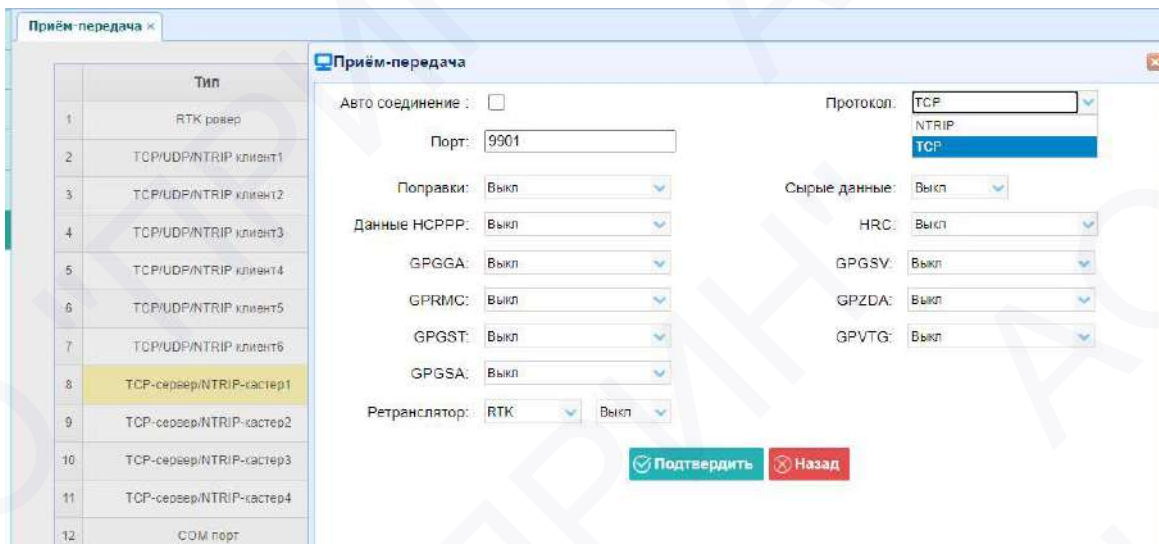 Приём-передача ×
Приём-передача
Тип
1 RTK ровер
2 TCP/UDP/NTRIP клиент1
3 TCP/UDP/NTRIP клиент2
4 TCP/UDP/NTRIP клиент3
5 TCP/UDP/NTRIP клиент4
6 TCP/UDP/NTRIP клиент5
7 TCP/UDP/NTRIP клиент6
8 TCP-сервер/NTRIP-кастер1
9 TCP-сервер/NTRIP-кастер2
10 TCP-сервер/NTRIP-кастер3
11 TCP-сервер/NTRIP-кастер4
12 COM порт
Авто соединение :
Протокол: TCP
NTRIP
TCP
Порт: 9901
Поправки: Выкл
Сырые данные: Выкл
Данные HCPPP: Выкл
HRC: Выкл
GPGGA: Выкл
GPGSV: Выкл
GPRMC: Выкл
GPZDA: Выкл
GPGST: Выкл
GPVTG: Выкл
GPGSA: Выкл
Ретранслятор: RTK Выкл
Подтвердить
Назад
АО "ПРИН"